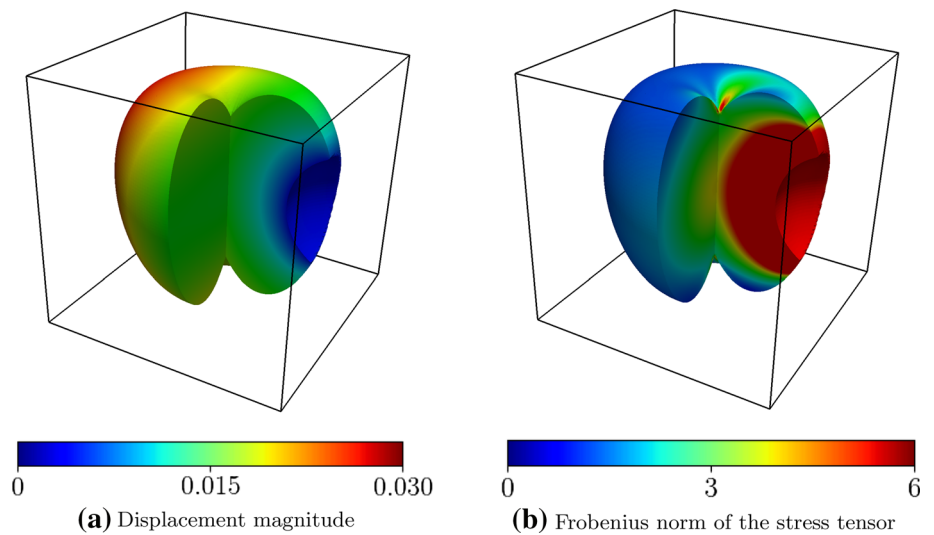 0 0.015 0.030
(a) Displacement magnitude
0 3 6
(b) Frobenius norm of the stress tensor